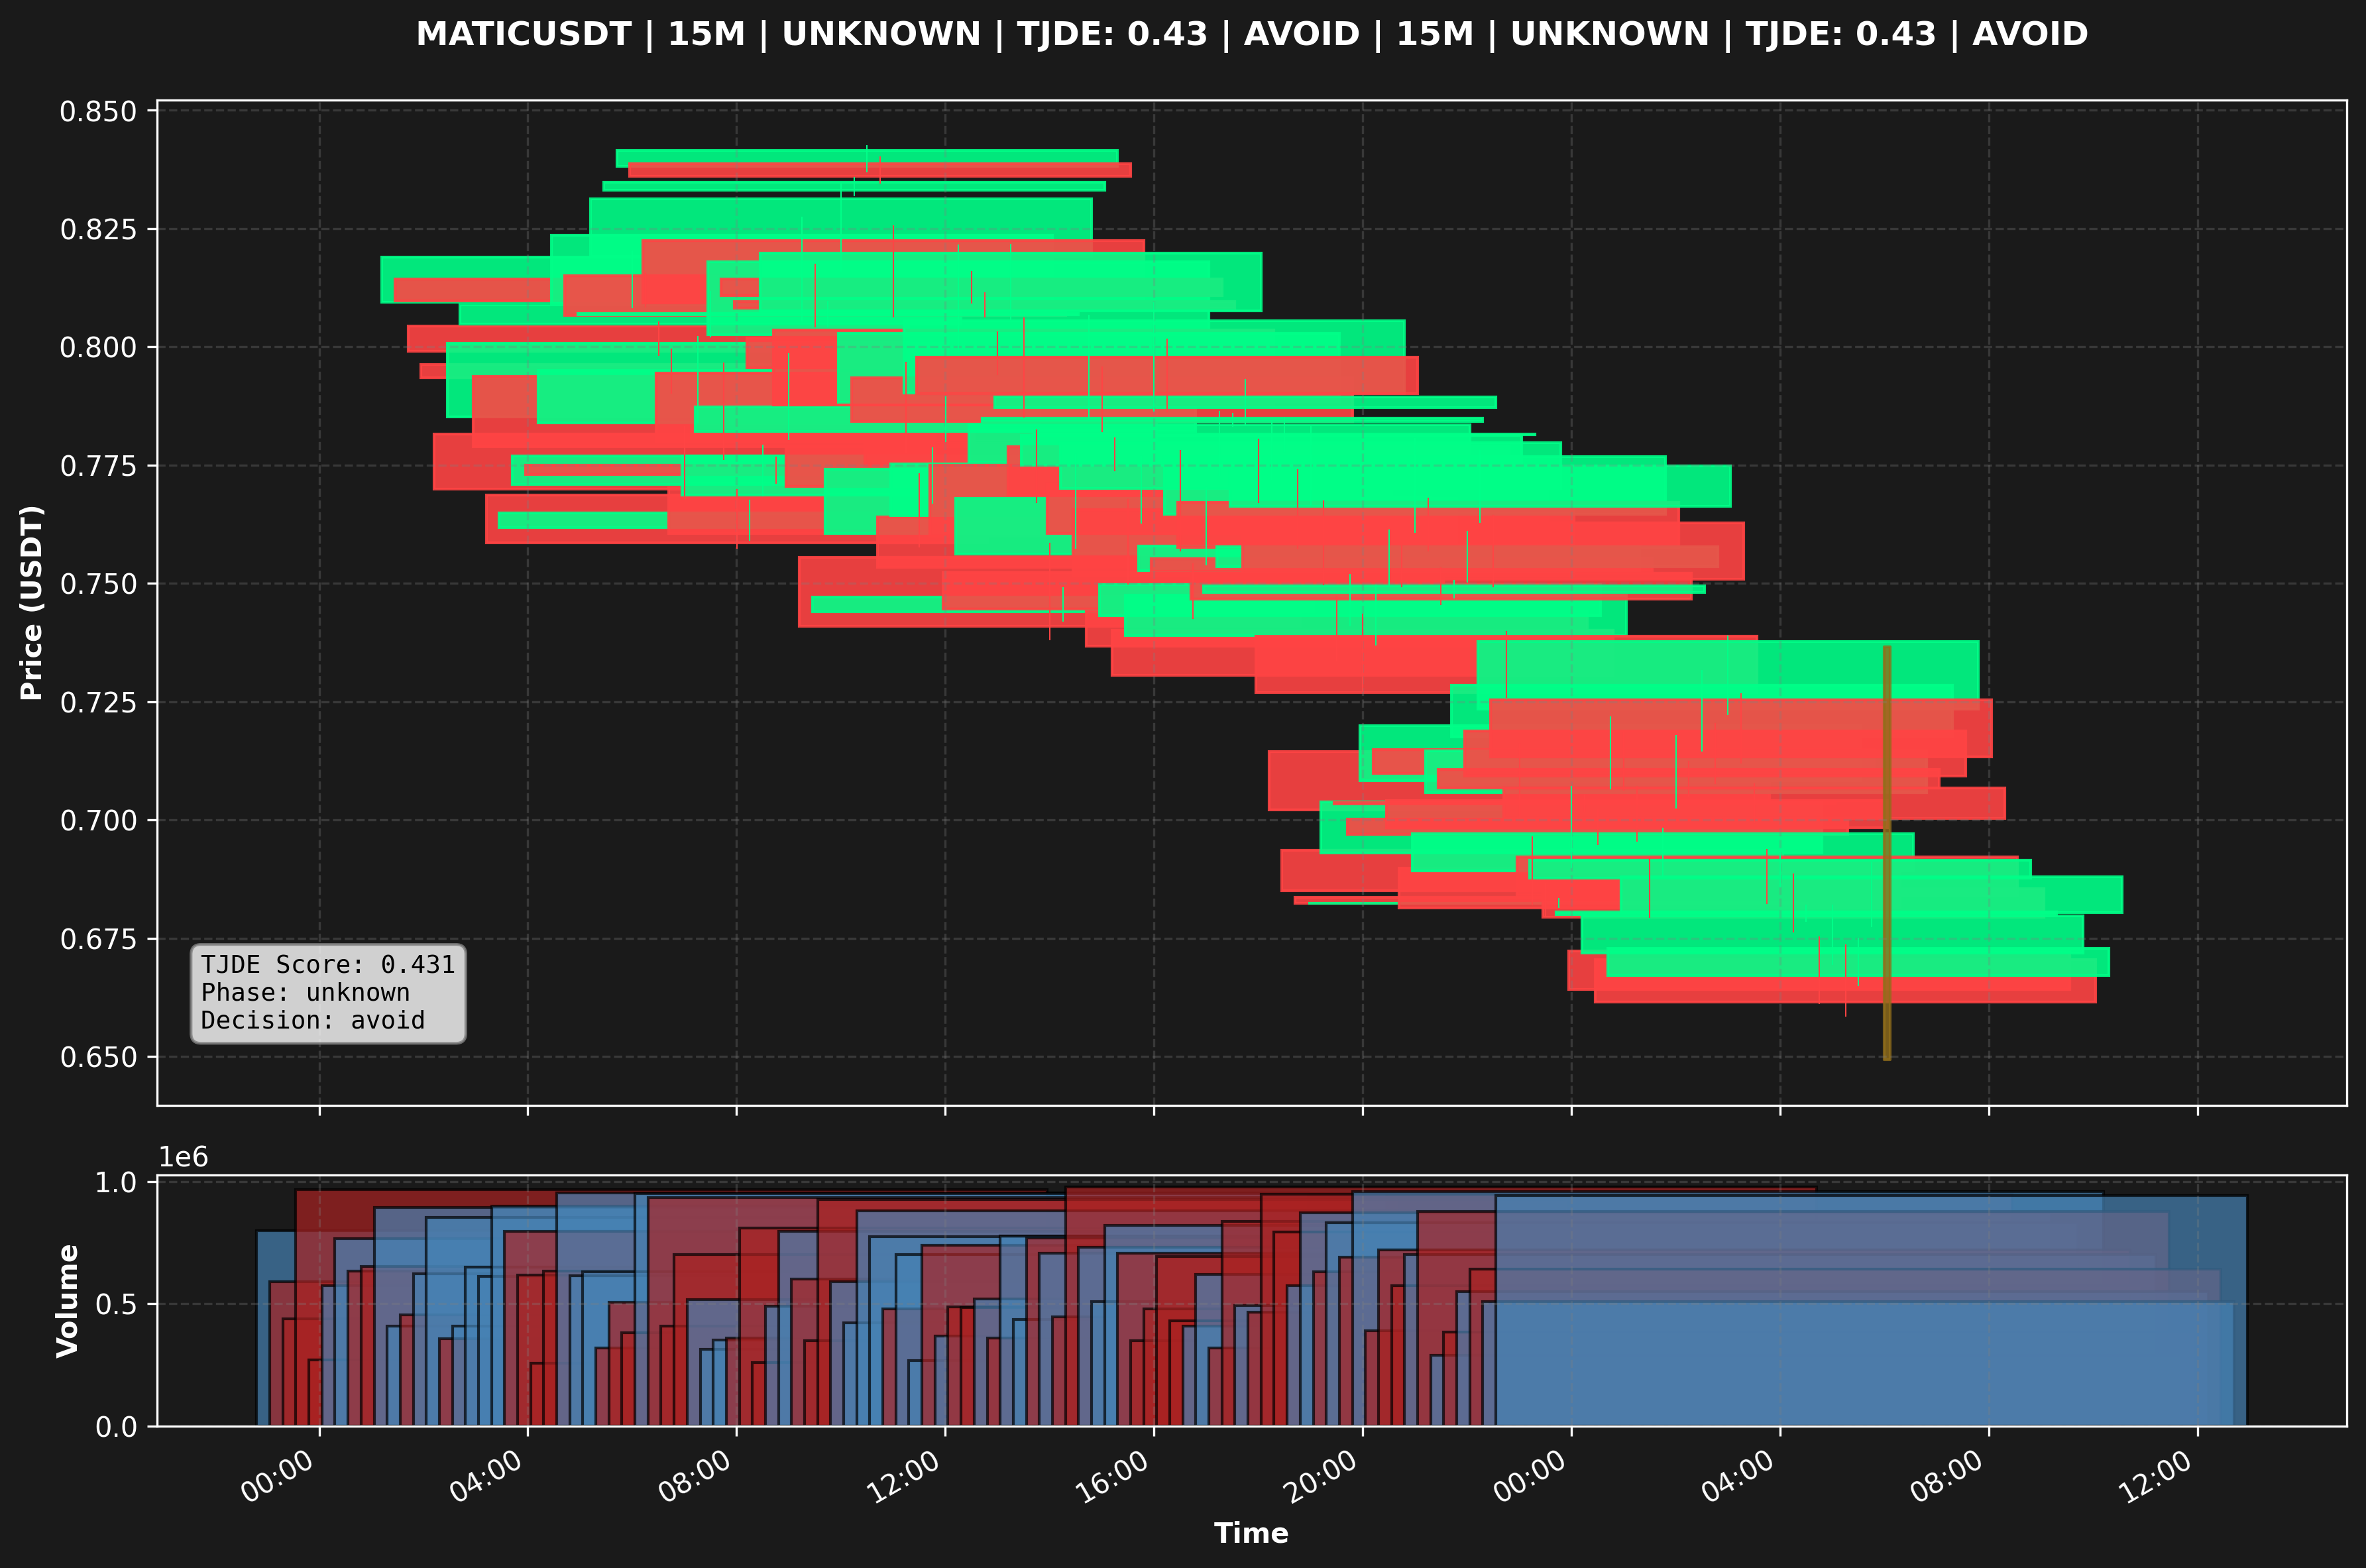 MATICUSDT | 15M | UNKNOWN | TJDE: 0.43 | AVOID | 15M | UNKNOWN | TJDE: 0.43 | AVOID
0.850
0.825
0.800
0.775
0.750
0.725
0.700
0.675
0.650
Price (USDT)
TJDE Score: 0.431
Phase: unknown
Decision: avoid
1e6
1.0
0.5
0.0
Volume
00:00 04:00 08:00 12:00 16:00 20:00 00:00 04:00 08:00 12:00
Time